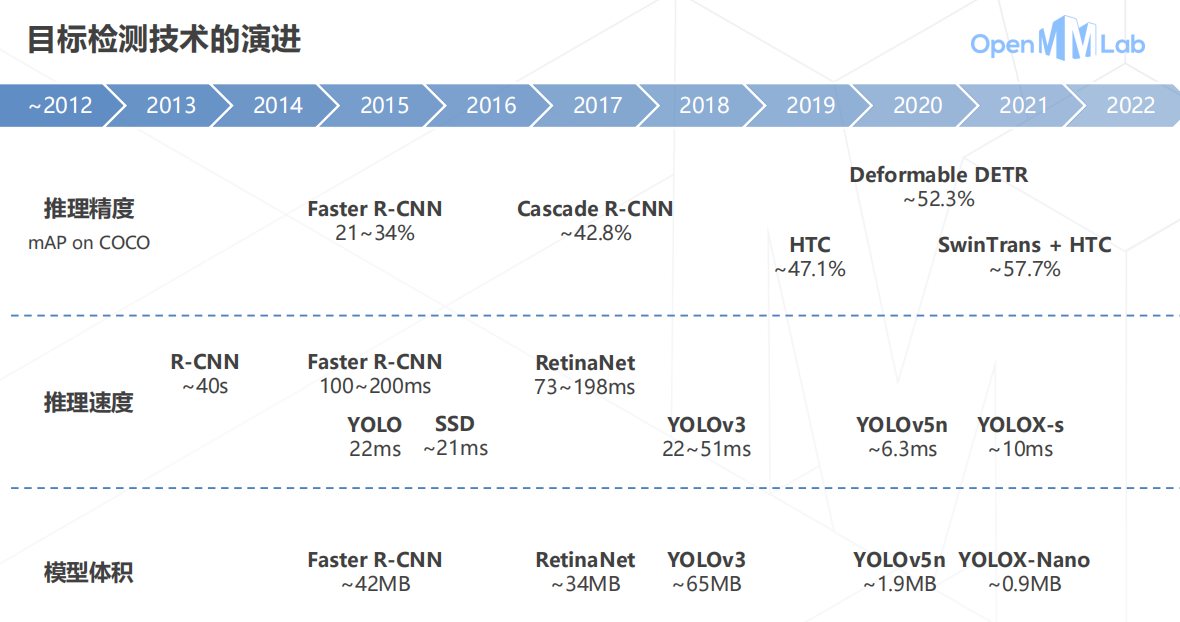 目标检测技术的演进
OpenMMLab
~2012 2013 2014 2015 2016 2017 2018 2019 2020 2021 2022
推理精度
mAP on COCO
Faster R-CNN
21~34%
Cascade R-CNN
~42.8%
HTC
~47.1%
Deformable DETR
~52.3%
SwinTrans + HTC
~57.7%
推理速度
R-CNN
~40s
Faster R-CNN
100~200ms
YOLO
22ms
SSD
~21ms
RetinaNet
73~198ms
YOLOv3
22~51ms
YOLOv5n
~6.3ms
YOLOX-s
~10ms
模型体积
Faster R-CNN
~42MB
RetinaNet
~34MB
YOLOv3
~65MB
YOLOv5n
~1.9MB
YOLOX-Nano
~0.9MB